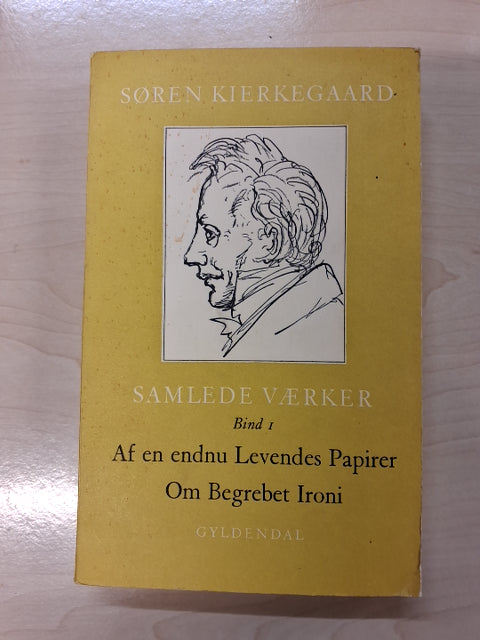 SØREN KIERKEGAARD
SAMLEDE VÆRKER
Bind 1
Af en endnu Levendes Papirer
Om Begrebet Ironi
GYLDENDAL